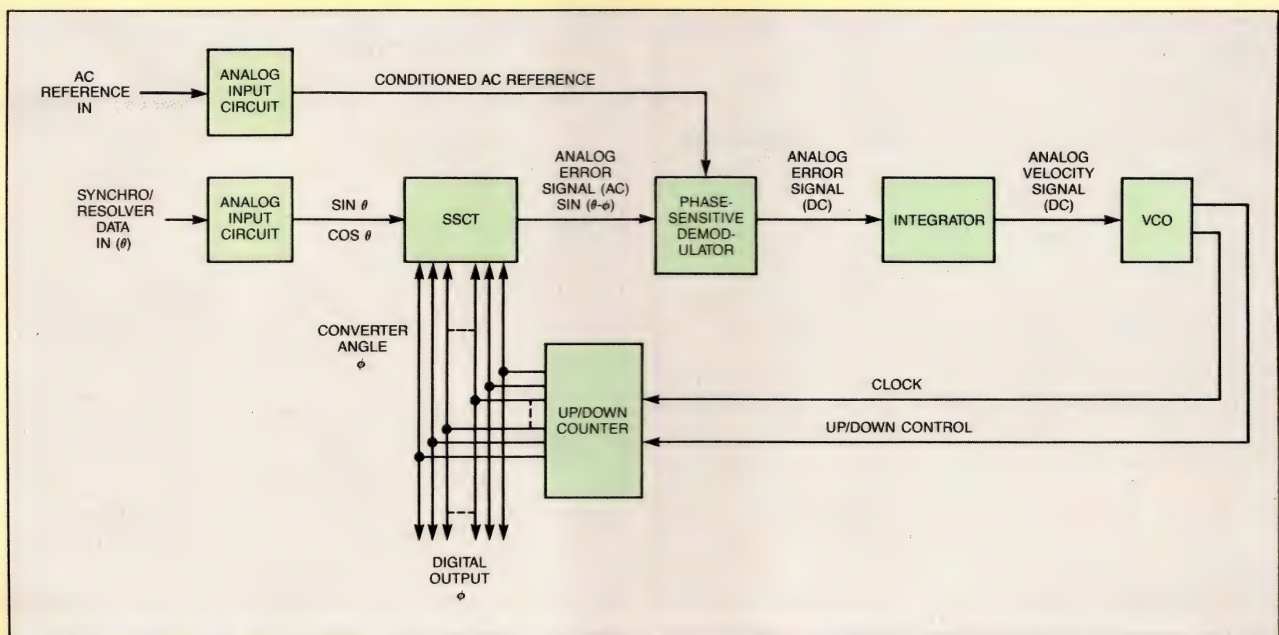 AC
REFERENCE
IN
ANALOG
INPUT
CIRCUIT
CONDITIONED AC REFERENCE
SYNCHRO/
RESOLVER
DATA
IN (θ)
ANALOG
INPUT
CIRCUIT
SIN θ
COS θ
SSCT
ANALOG
ERROR
SIGNAL (AC)
SIN (θ-ϕ)
PHASE-
SENSITIVE
DEMOD-
ULATOR
ANALOG
ERROR
SIGNAL
(DC)
INTEGRATOR
ANALOG
VELOCITY
SIGNAL
(DC)
VCO
CONVERTER
ANGLE
ϕ
UP/DOWN
COUNTER
CLOCK
UP/DOWN CONTROL
DIGITAL
OUTPUT
ϕ